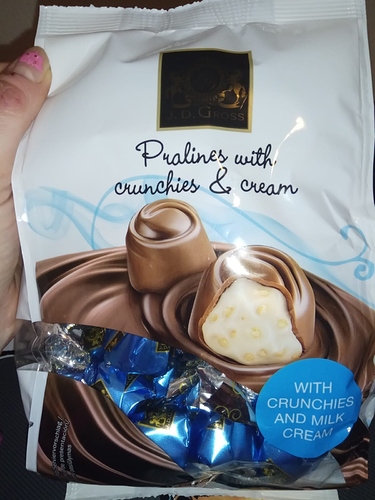 J. D. GROSS
Pralines with
crunchies & cream
WITH
CRUNCHIES
AND MILK
CREAM